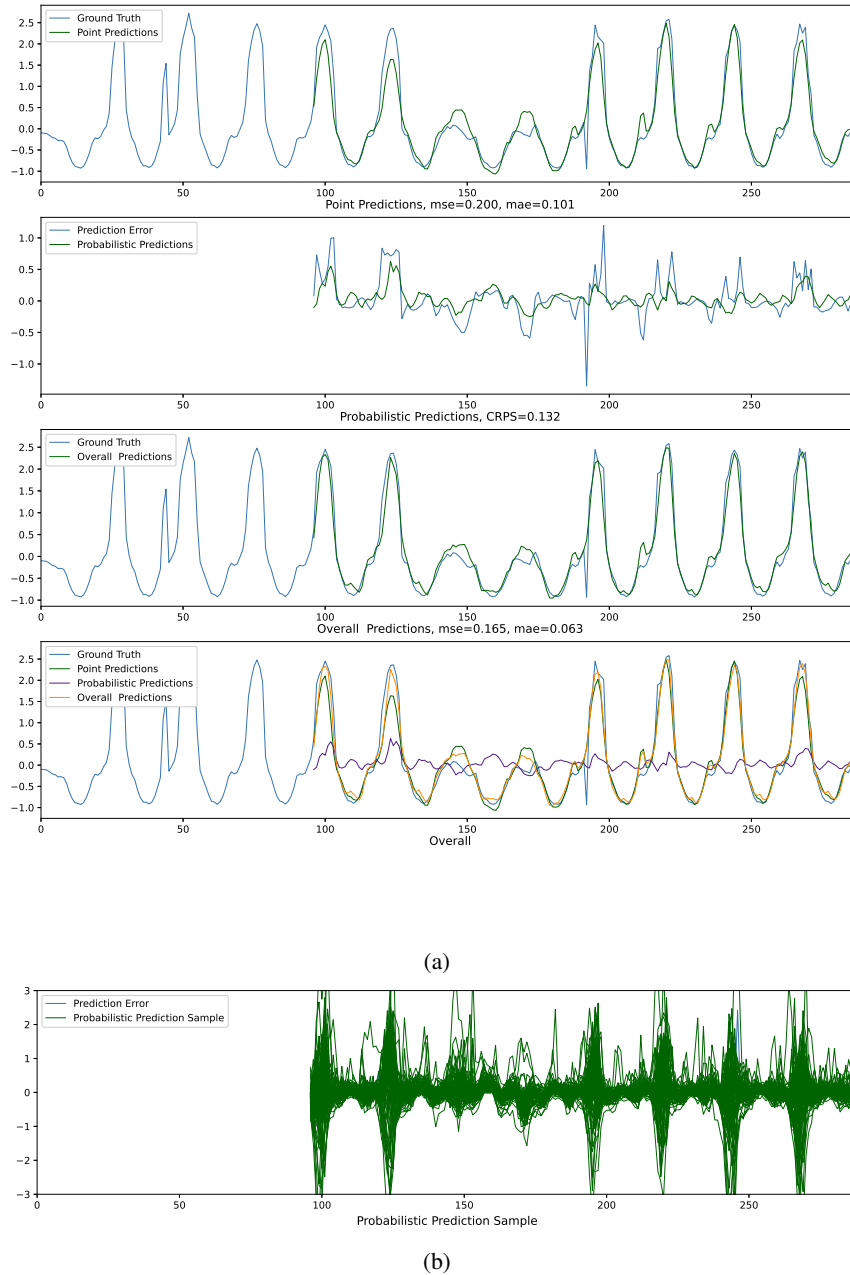 Ground Truth
Point Predictions
2.5
2.0
1.5
1.0
0.5
0.0
−0.5
−1.0
0 50 100 150 200 250
Point Predictions, mse=0.200, mae=0.101
Prediction Error
Probabilistic Predictions
1.0
0.5
0.0
−0.5
−1.0
0 50 100 150 200 250
Probabilistic Predictions, CRPS=0.132
Ground Truth
Overall  Predictions
2.5
2.0
1.5
1.0
0.5
0.0
−0.5
−1.0
0 50 100 150 200 250
Overall  Predictions, mse=0.165, mae=0.063
Ground Truth
Point Predictions
Probabilistic Predictions
Overall  Predictions
2.5
2.0
1.5
1.0
0.5
0.0
−0.5
−1.0
0 50 100 150 200 250
Overall
(a)
Prediction Error
Probabilistic Prediction Sample
3
2
1
0
−1
−2
−3
0 50 100 150 200 250
Probabilistic Prediction Sample
(b)